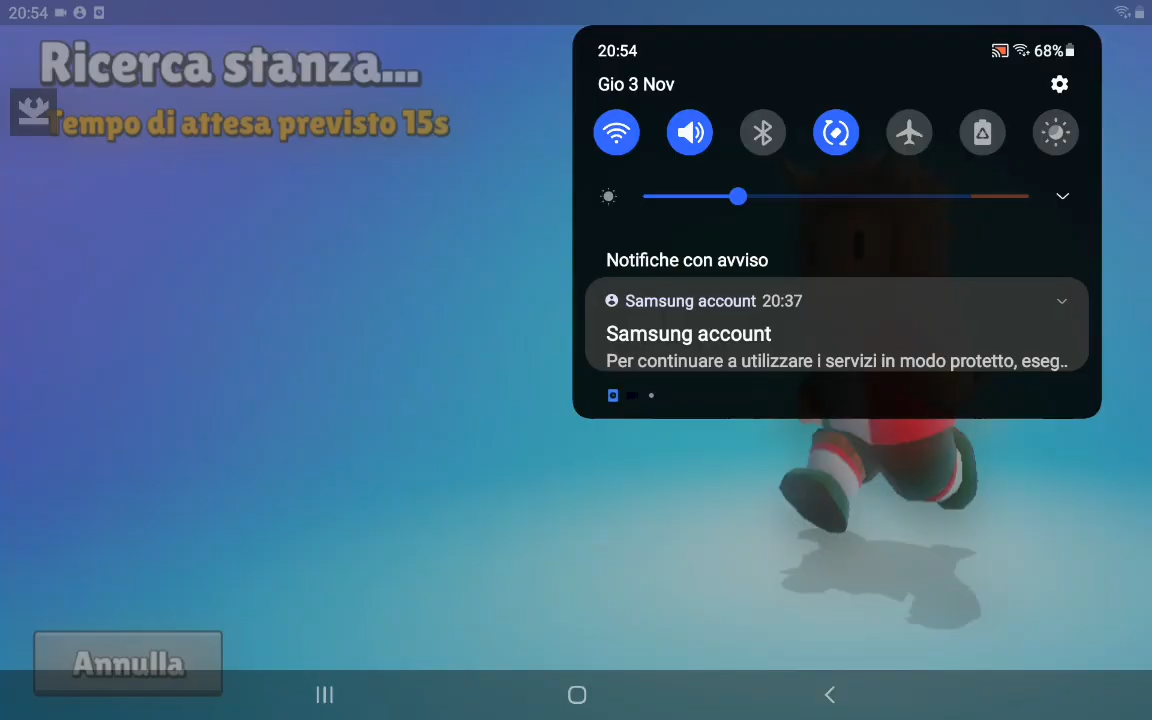 20:54
Ricerca stanza...
Tempo di attesa previsto 15s
20:54
68%
Gio 3 Nov
Notifiche con avviso
Samsung account 20:37
Samsung account
Per continuare a utilizzare i servizi in modo protetto, eseg..
Annulla